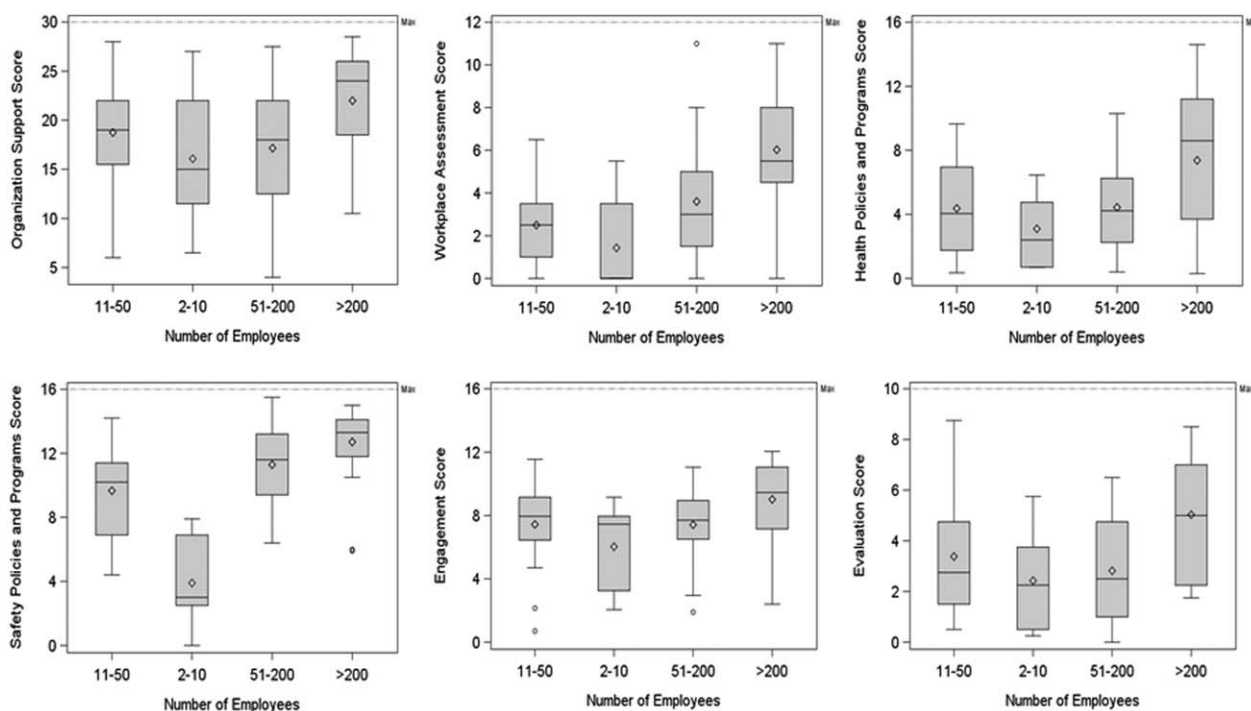 Organization Support Score
30
25
20
15
10
5
Max
11-50 2-10 51-200 >200
Number of Employees
Workplace Assessment Score
12
10
8
6
4
2
0
Max
11-50 2-10 51-200 >200
Number of Employees
Health Policies and Programs Score
16
12
8
4
0
Ma
11-50 2-10 51-200 >200
Number of Employees
Safety Policies and Programs Score
16
12
8
4
0
Max
11-50 2-10 51-200 >200
Number of Employees
Engagement Score
16
12
8
4
0
Max
11-50 2-10 51-200 >200
Number of Employees
Evaluation Score
10
8
6
4
2
0
Ma
11-50 2-10 51-200 >200
Number of Employees